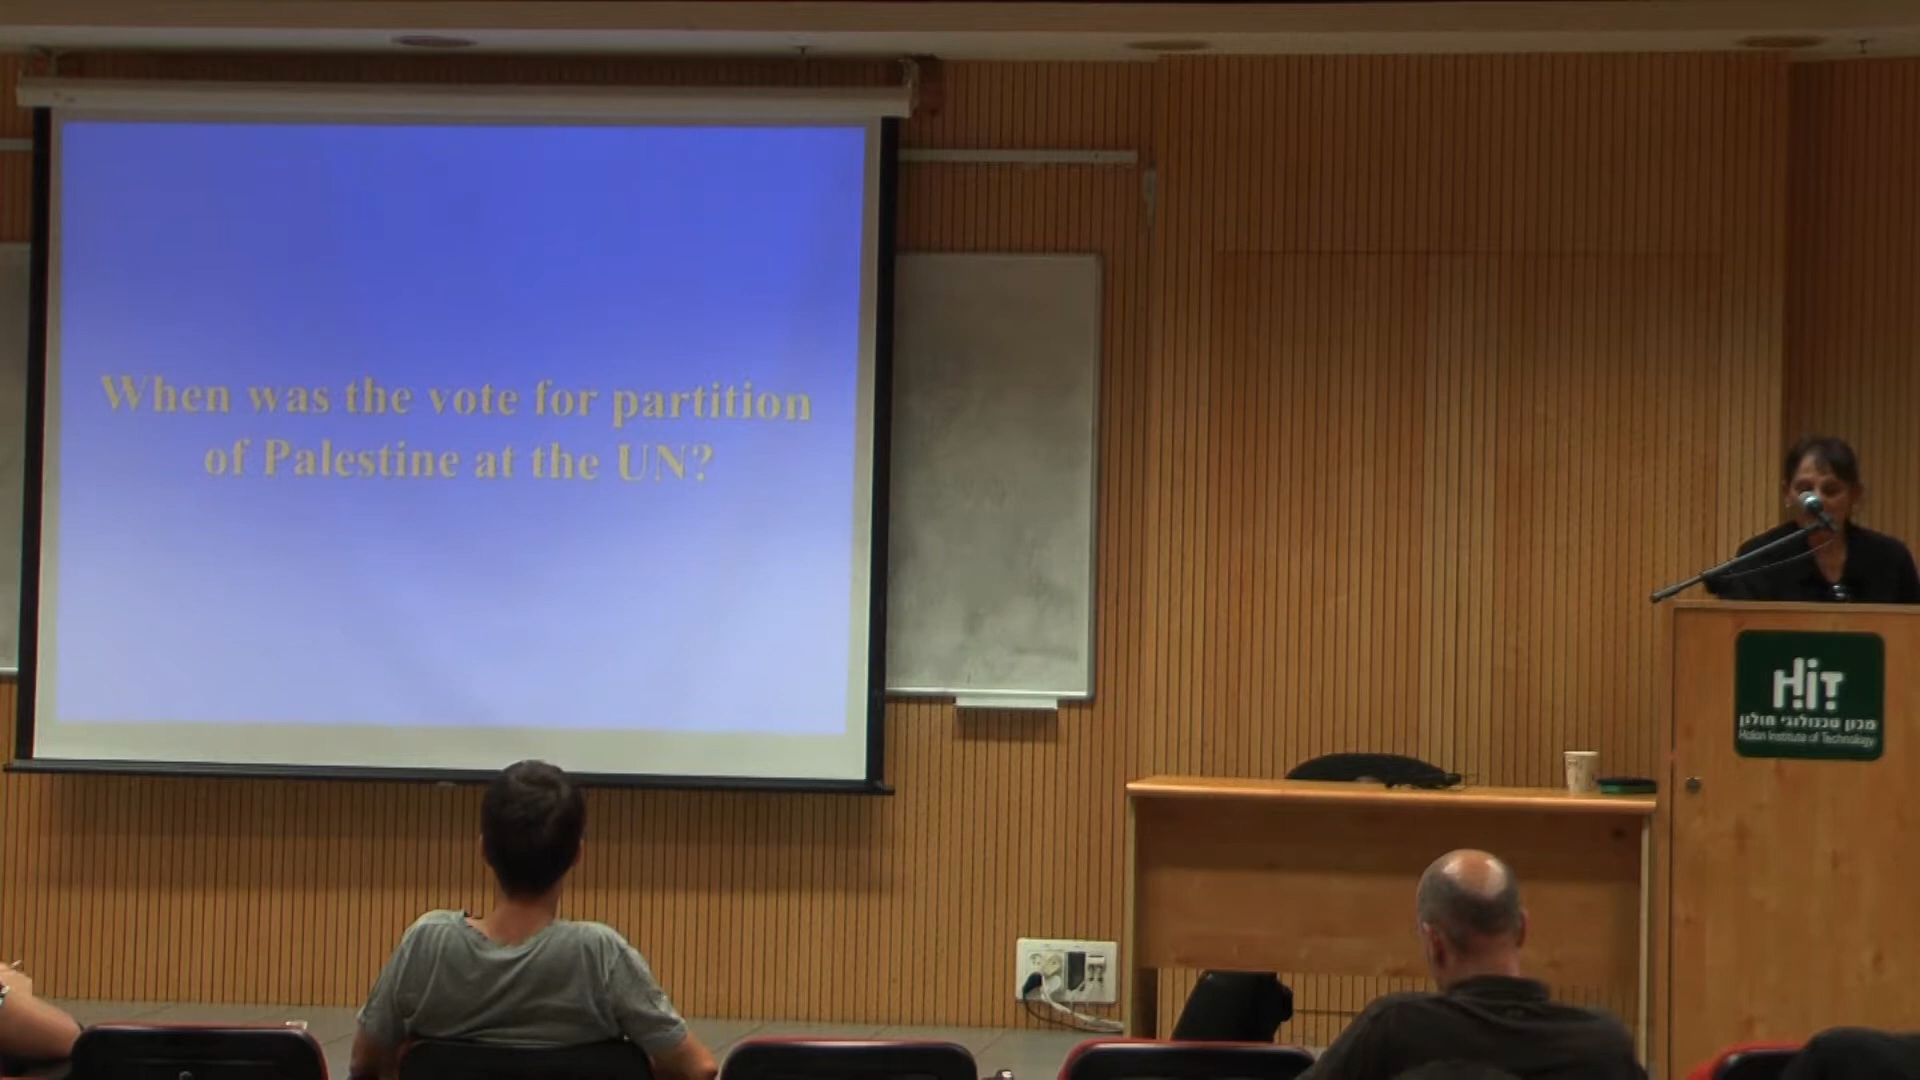 When was the vote for partition
of Palestine at the UN?
HiT
מכון טכנולוגי חולון
Holon Institute of Technology